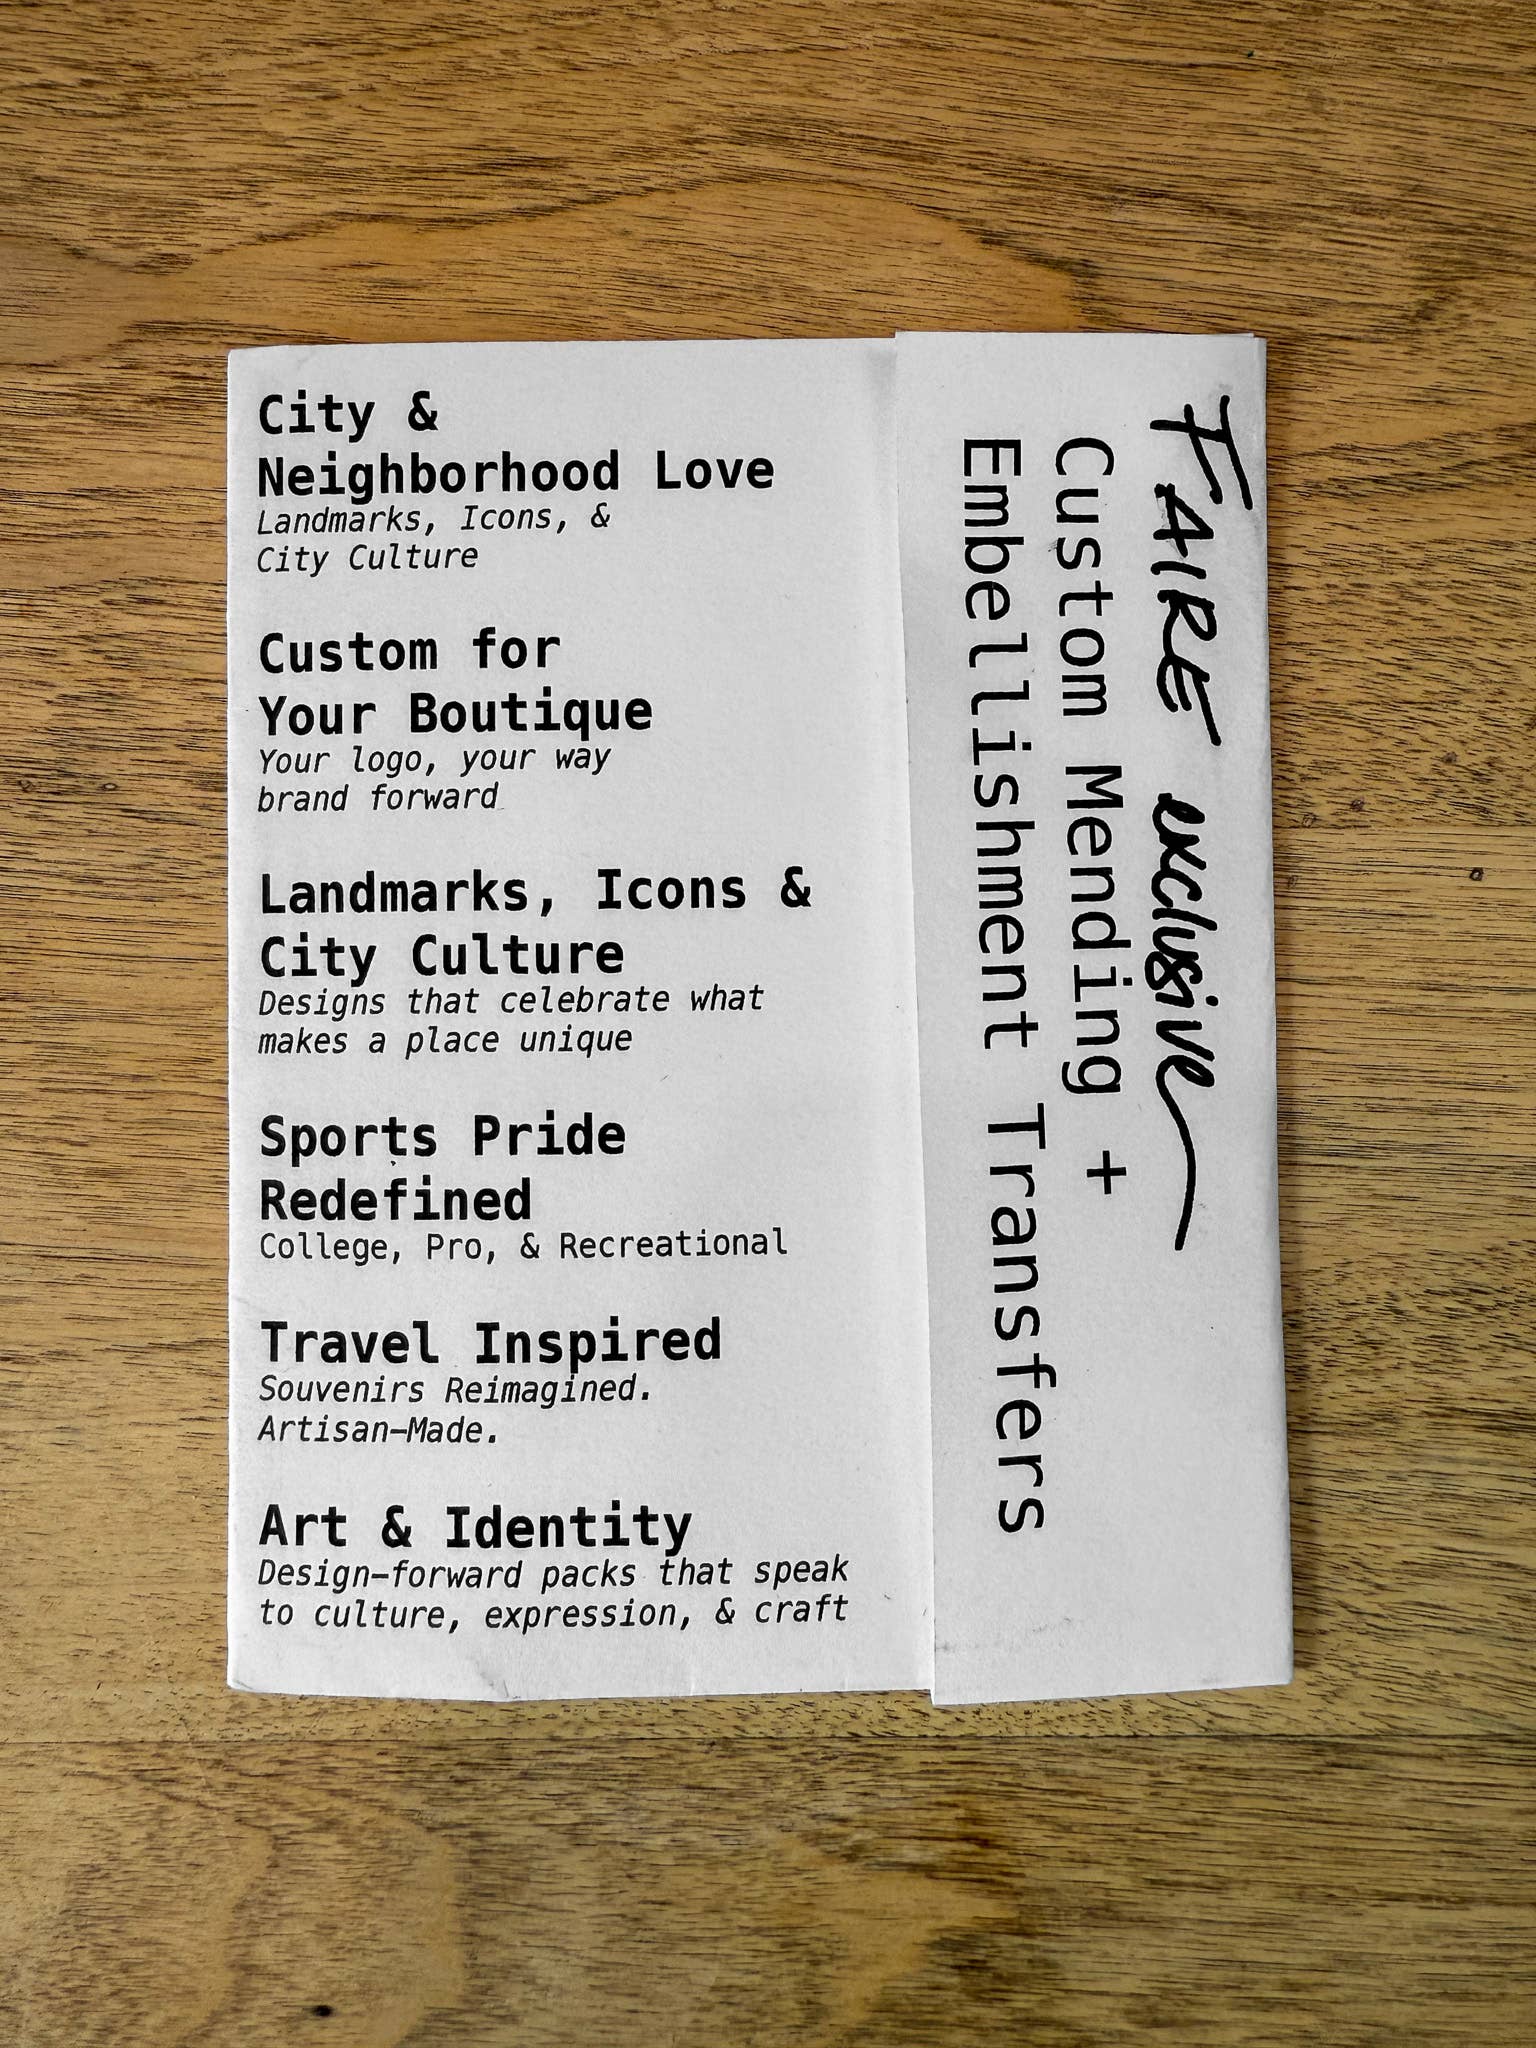 City &
Neighborhood Love
Landmarks, Icons, &
City Culture
Custom for
Your Boutique
Your logo, your way
brand forward
Landmarks, Icons &
City Culture
Designs that celebrate what
makes a place unique
Sports Pride
Redefined
College, Pro, & Recreational
Travel Inspired
Souvenirs Reimagined.
Artisan-Made.
Art & Identity
Design-forward packs that speak
to culture, expression, & craft
FAIRE exclusive
Custom Mending +
Embellishment Transfers